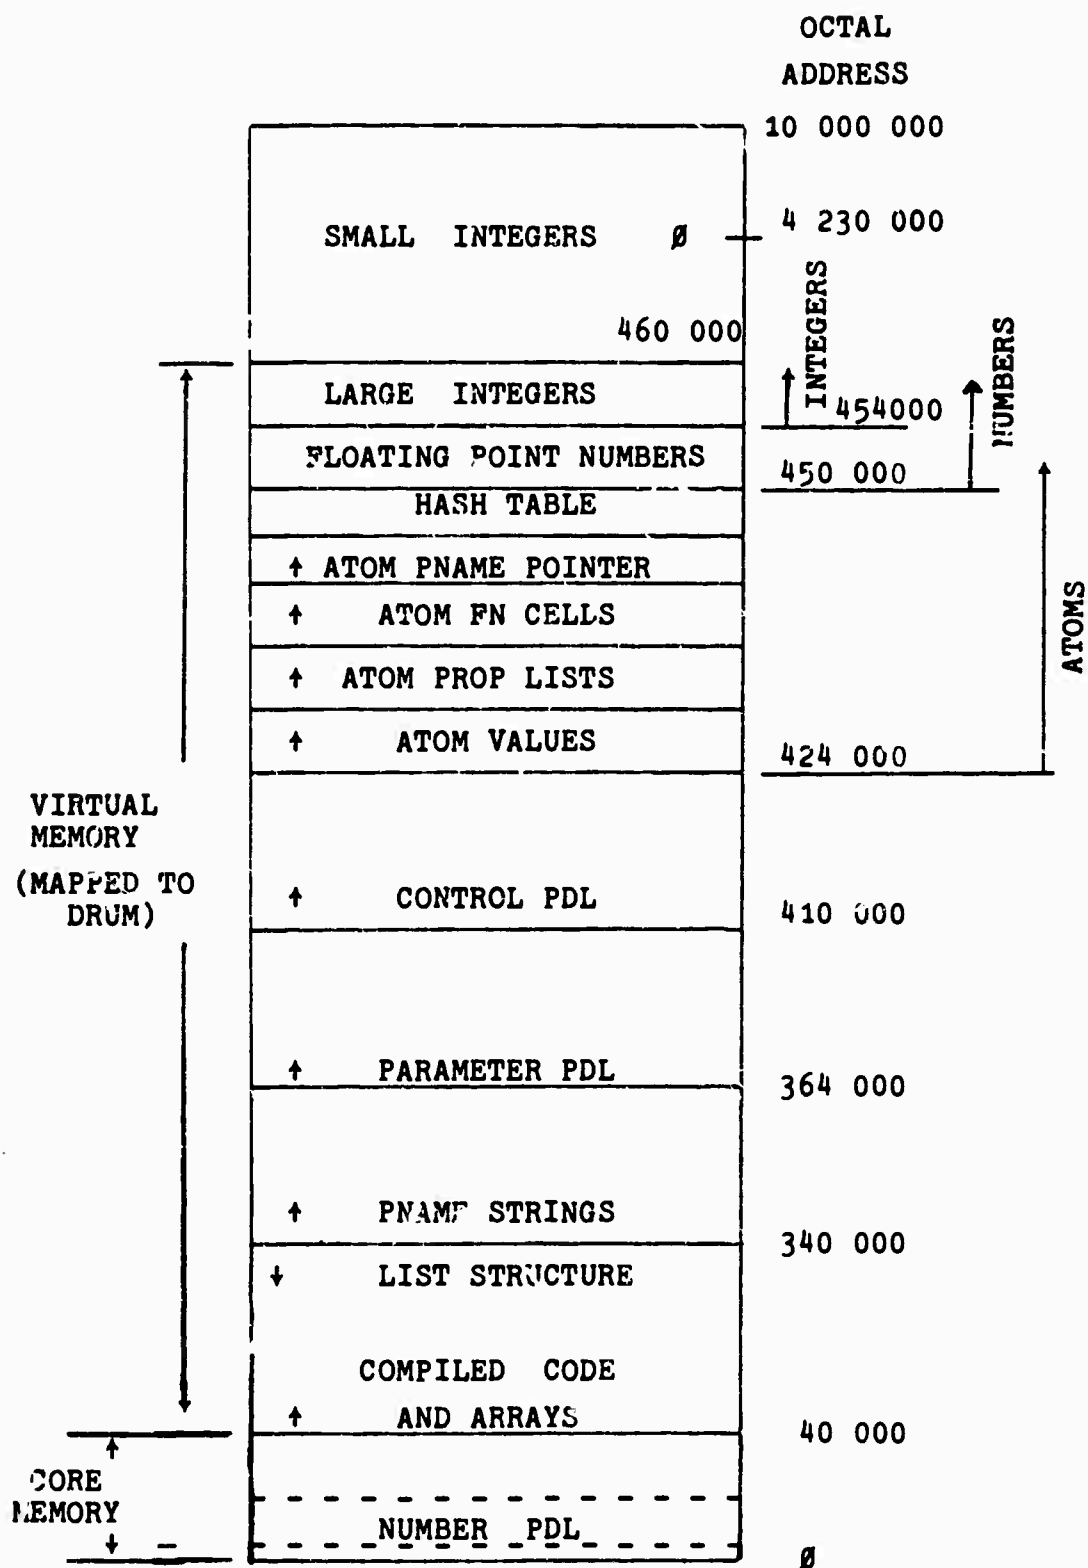 OCTAL
ADDRESS
10 000 000
4 230 000
SMALL INTEGERS Ø
INTEGERS
460 000
NUMBERS
LARGE INTEGERS
454000
FLOATING POINT NUMBERS
450 000
HASH TABLE
↑ ATOM PNAME POINTER
↑ ATOM FN CELLS
ATOMS
↑ ATOM PROP LISTS
↑ ATOM VALUES
424 000
VIRTUAL
MEMORY
(MAPPED TO
DRUM)
↑ CONTROL PDL
410 000
↑ PARAMETER PDL
364 000
↑ PNAME STRINGS
340 000
↓ LIST STRUCTURE
COMPILED CODE
↑ AND ARRAYS
40 000
CORE
MEMORY
NUMBER PDL
Ø